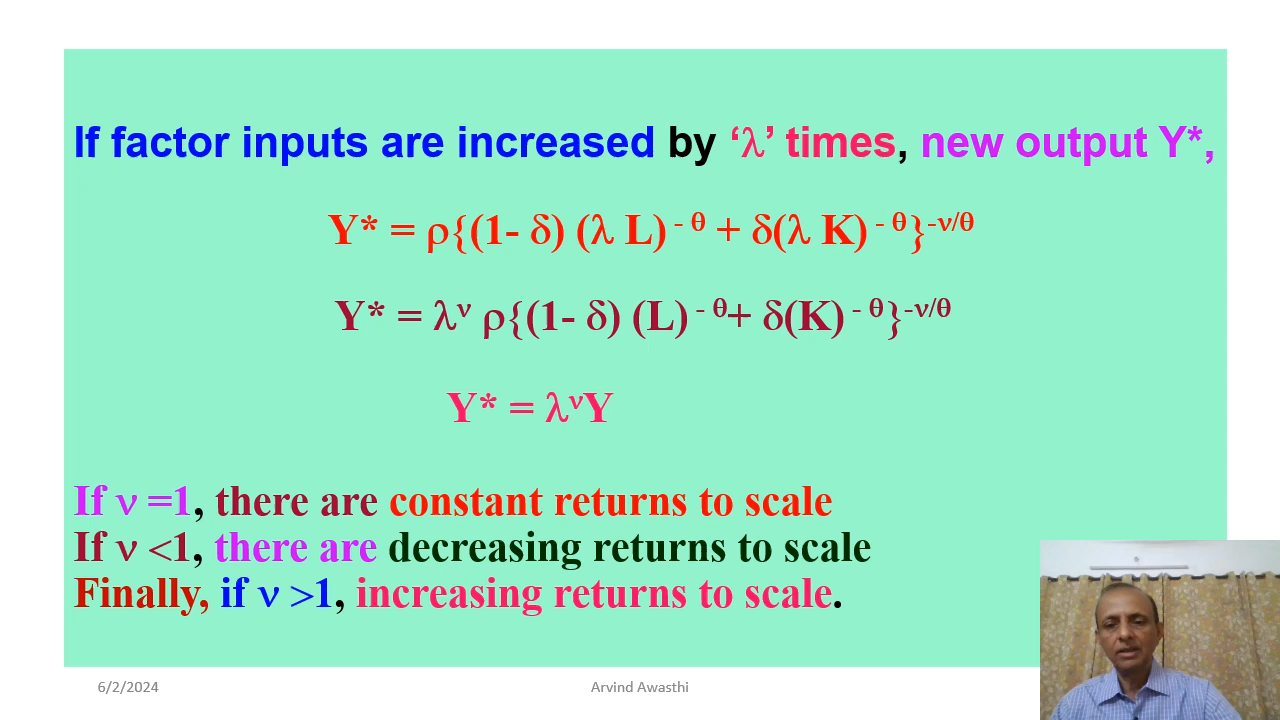 If factor inputs are increased by ‘λ’ times, new output Y*,
Y* = ρ{(1- δ) (λ L) - θ + δ(λ K) - θ}-ν/θ
Y* = λν ρ{(1- δ) (L) - θ+ δ(K) - θ}-ν/θ
Y* = λνY
If ν =1, there are constant returns to scale
If ν <1, there are decreasing returns to scale
Finally, if ν >1, increasing returns to scale.
6/2/2024
Arvind Awasthi